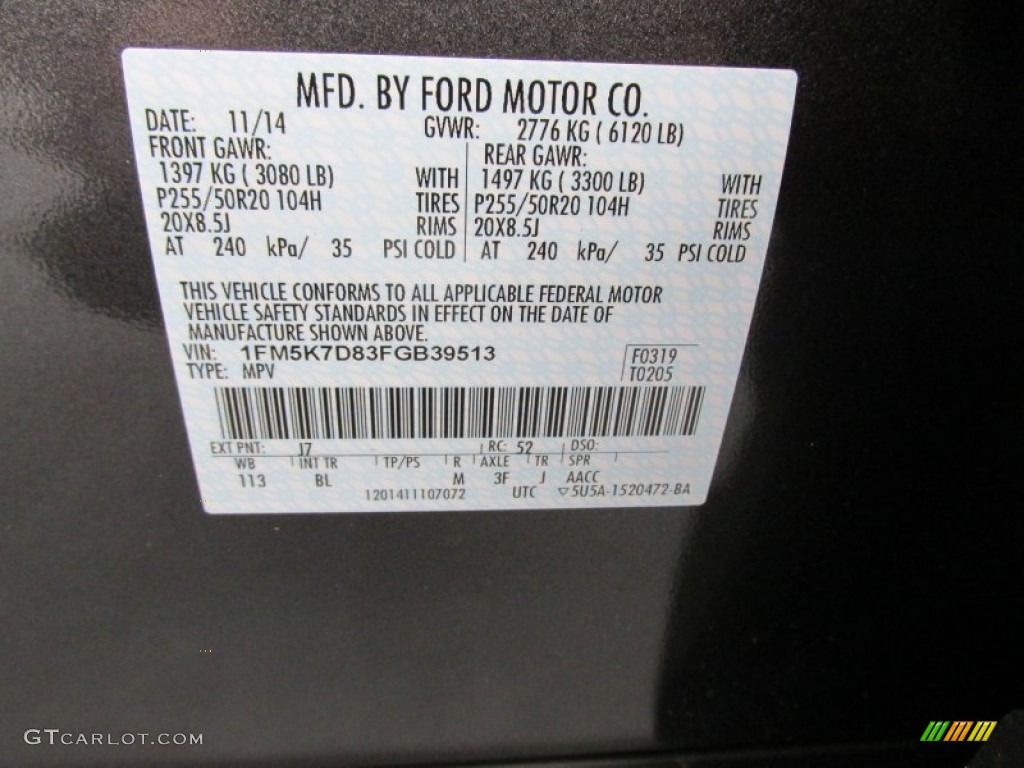 MFD. BY FORD MOTOR CO.
DATE: 11/14 GVWR: 2776 KG ( 6120 LB)
FRONT GAWR: REAR GAWR:
1397 KG ( 3080 LB) WITH 1497 KG ( 3300 LB) WITH
P255/50R20 104H TIRES P255/50R20 104H TIRES
20X8.5J RIMS 20X8.5J RIMS
AT 240 kPa/ 35 PSI COLD AT 240 kPa/ 35 PSI COLD
THIS VEHICLE CONFORMS TO ALL APPLICABLE FEDERAL MOTOR
VEHICLE SAFETY STANDARDS IN EFFECT ON THE DATE OF
MANUFACTURE SHOWN ABOVE.
VIN: 1FM5K7D83FGB39513 F0319
TYPE: MPV T0205
EXT PNT: J7 RC: 52 DSO:
WB INT TR TP/PS R AXLE TR SPR
113 BL M 3F J AACC
1201411107072 UTC ▽5U5A-1520472-BA
GTCARLOT.COM